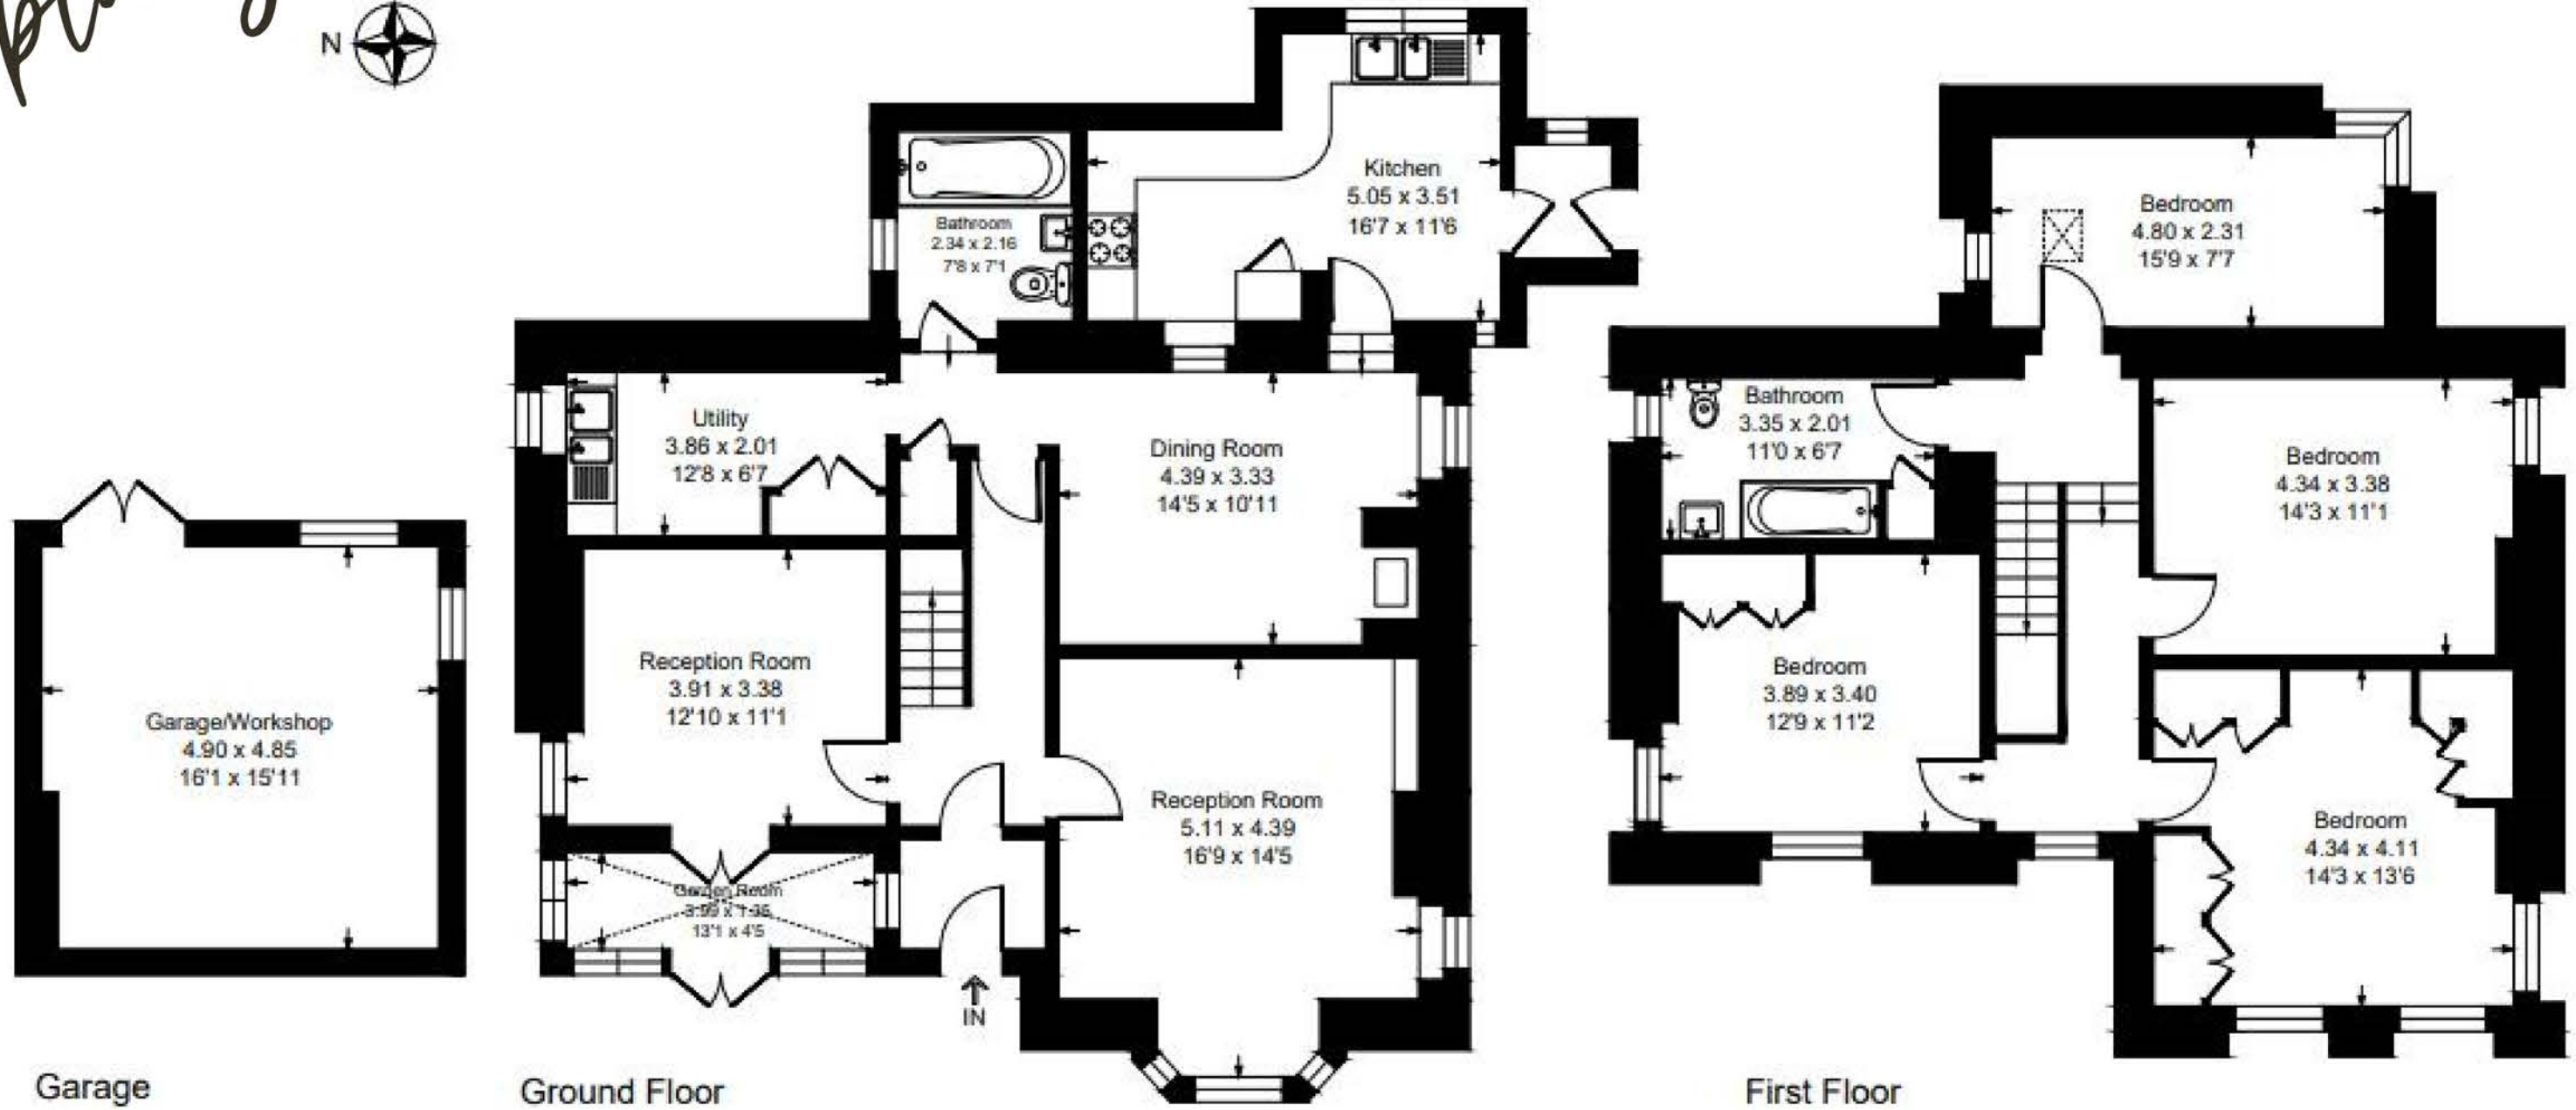 N
Kitchen
5.05 x 3.51
16'7 x 11'6
Bathroom
2.34 x 2.16
7'8 x 7'1
Utility
3.86 x 2.01
12'8 x 6'7
Dining Room
4.39 x 3.33
14'5 x 10'11
Reception Room
3.91 x 3.38
12'10 x 11'1
Reception Room
5.11 x 4.39
16'9 x 14'5
Garden Room
3.99 x 1.35
13'1 x 4'5
IN
Garage/Workshop
4.90 x 4.85
16'1 x 15'11
Bedroom
4.80 x 2.31
15'9 x 7'7
Bathroom
3.35 x 2.01
11'0 x 6'7
Bedroom
4.34 x 3.38
14'3 x 11'1
Bedroom
3.89 x 3.40
12'9 x 11'2
Bedroom
4.34 x 4.11
14'3 x 13'6
Garage
Ground Floor
First Floor